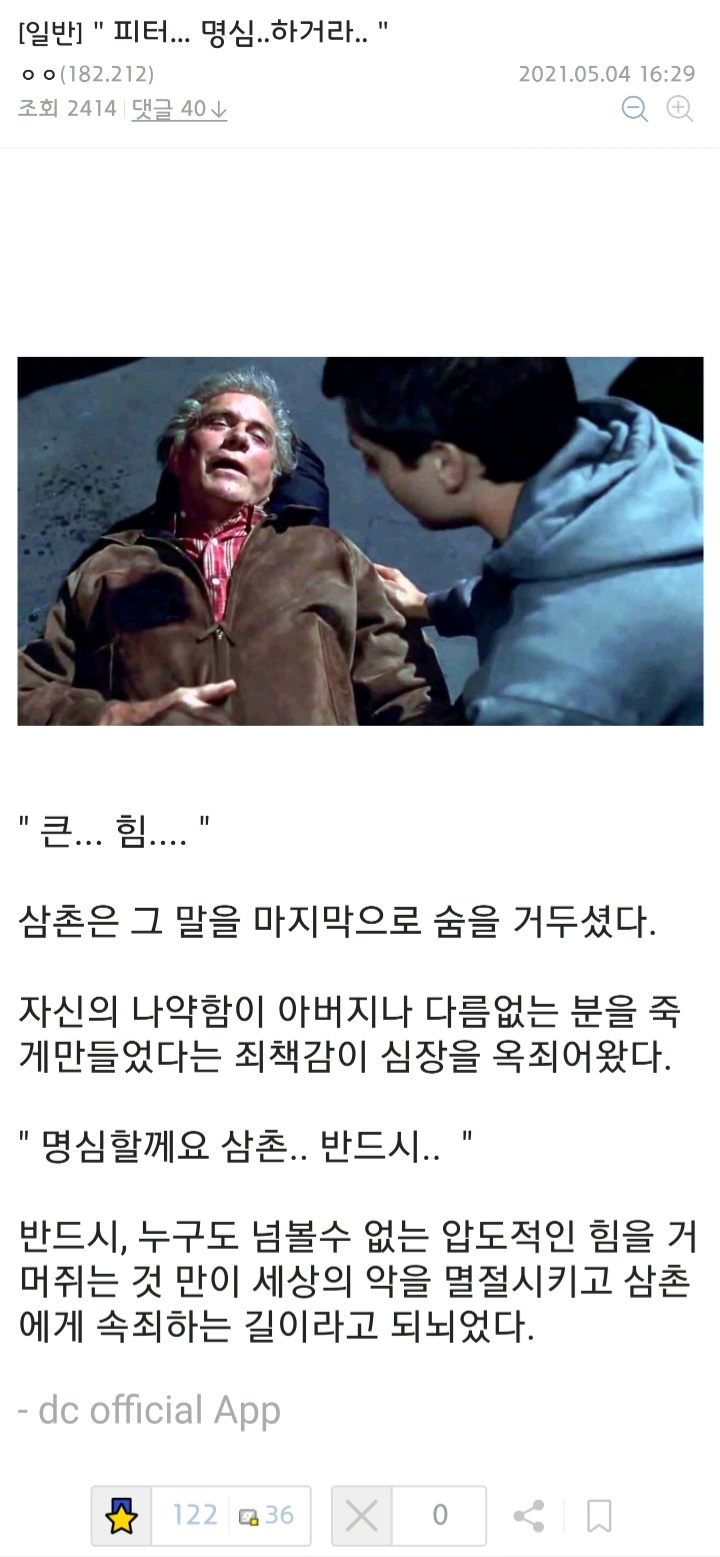 [일반] " 피터... 명심..하거라.. "
ㅇㅇ(182.212)
2021.05.04 16:29
조회 2414
댓글 40↓
" 큰... 힘.... "
삼촌은 그 말을 마지막으로 숨을 거두셨다.
자신의 나약함이 아버지나 다름없는 분을 죽
게만들었다는 죄책감이 심장을 옥죄어왔다.
" 명심할께요 삼촌.. 반드시..  "
반드시, 누구도 넘볼수 없는 압도적인 힘을 거
머쥐는 것 만이 세상의 악을 멸절시키고 삼촌
에게 속죄하는 길이라고 되뇌었다.
- dc official App
122
36
0